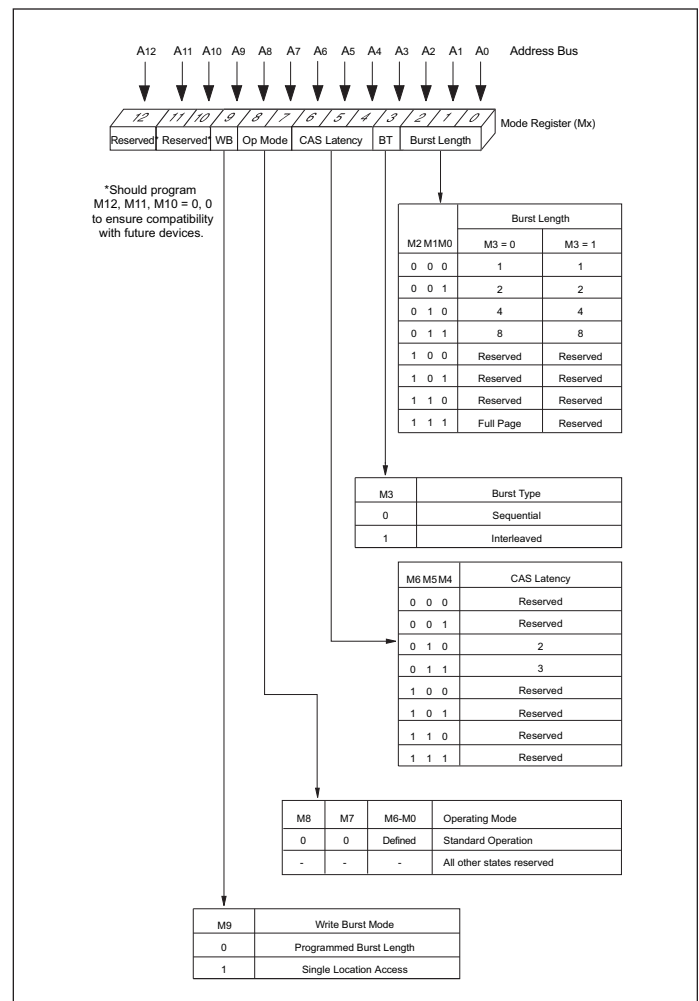 A12 A11 A10 A9 A8 A7 A6 A5 A4 A3 A2 A1 A0 Address Bus
12 11 10 9 8 7 6 5 4 3 2 1 0
Mode Register (Mx)
Reserved* Reserved* WB Op Mode CAS Latency BT Burst Length
*Should program
M12, M11, M10 = 0, 0
to ensure compatibility
with future devices.
Burst Length
M2 M1 M0 M3 = 0 M3 = 1
0 0 0 1 1
0 0 1 2 2
0 1 0 4 4
0 1 1 8 8
1 0 0 Reserved Reserved
1 0 1 Reserved Reserved
1 1 0 Reserved Reserved
1 1 1 Full Page Reserved
M3 Burst Type
0 Sequential
1 Interleaved
M6 M5 M4 CAS Latency
0 0 0 Reserved
0 0 1 Reserved
0 1 0 2
0 1 1 3
1 0 0 Reserved
1 0 1 Reserved
1 1 0 Reserved
1 1 1 Reserved
M8 M7 M6-M0 Operating Mode
0 0 Defined Standard Operation
- - - All other states reserved
M9 Write Burst Mode
0 Programmed Burst Length
1 Single Location Access